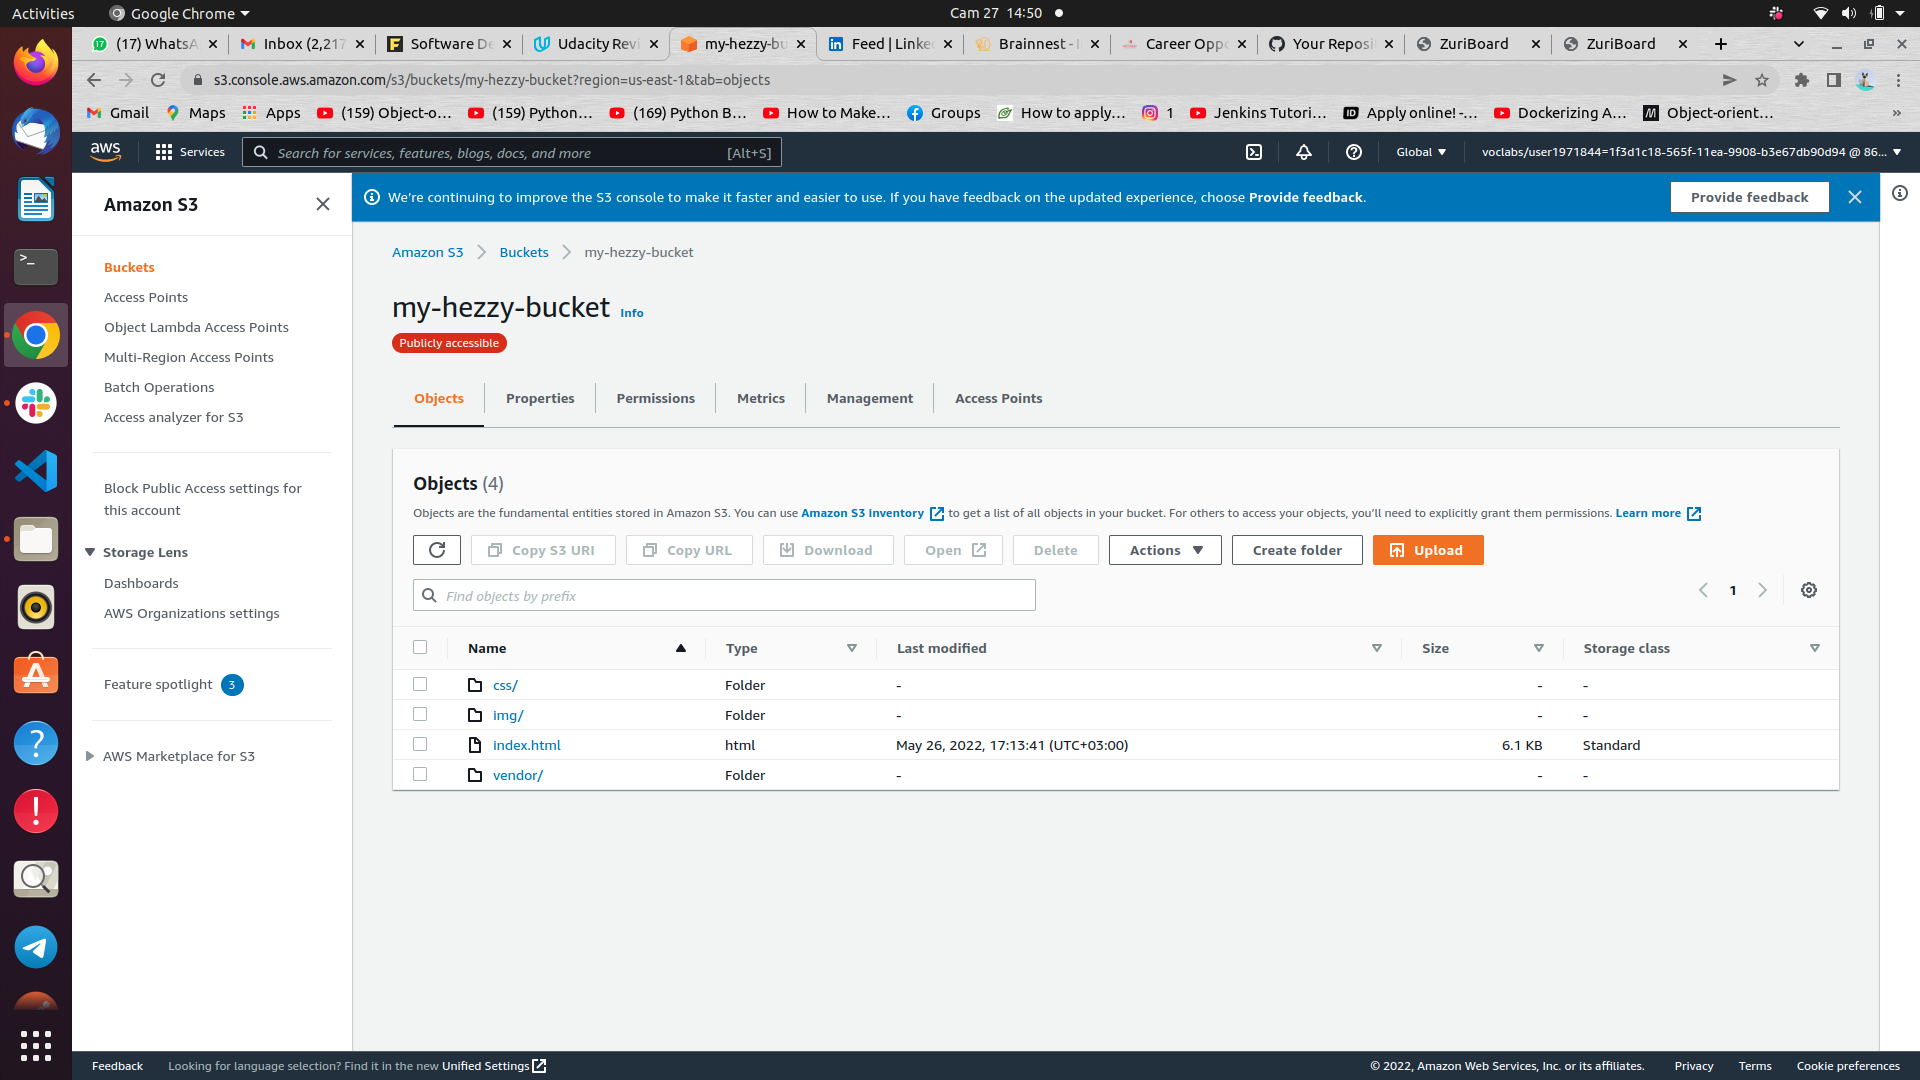 Activities
Google Chrome
Cam 27 14:50
(17) WhatsA
Inbox (2,217
Software De
Udacity Revi
my-hezzy-bu
Feed | Linke
Brainnest - I
Career Oppo
Your Reposi
ZuriBoard
ZuriBoard
s3.console.aws.amazon.com/s3/buckets/my-hezzy-bucket?region=us-east-1&tab=objects
Gmail
Maps
Apps
(159) Object-o...
(159) Python...
(169) Python B...
How to Make...
Groups
How to apply...
1
Jenkins Tutori...
Apply online! -...
Dockerizing A...
Object-orient...
»
aws
Services
Search for services, features, blogs, docs, and more
[Alt+S]
Global
voclabs/user1971844=1f3d1c18-565f-11ea-9908-b3e67db90d94 @ 86...
Amazon S3
We're continuing to improve the S3 console to make it faster and easier to use. If you have feedback on the updated experience, choose Provide feedback.
Provide feedback
Buckets
Access Points
Object Lambda Access Points
Multi-Region Access Points
Batch Operations
Access analyzer for S3
Block Public Access settings for
this account
Storage Lens
Dashboards
AWS Organizations settings
Feature spotlight 3
AWS Marketplace for S3
Amazon S3
Buckets
my-hezzy-bucket
my-hezzy-bucket Info
Publicly accessible
Objects
Properties
Permissions
Metrics
Management
Access Points
Objects (4)
Objects are the fundamental entities stored in Amazon S3. You can use Amazon S3 inventory to get a list of all objects in your bucket. For others to access your objects, you'll need to explicitly grant them permissions. Learn more
Copy S3 URI
Copy URL
Download
Open
Delete
Actions
Create folder
Upload
Find objects by prefix
1
Name
Type
Last modified
Size
Storage class
css/ Folder - - -
img/ Folder - - -
index.html html May 26, 2022, 17:13:41 (UTC+03:00) 6.1 KB Standard
vendor/ Folder - - -
Feedback
Looking for language selection? Find it in the new Unified Settings
© 2022, Amazon Web Services, Inc. or its affiliates.
Privacy
Terms
Cookie preferences